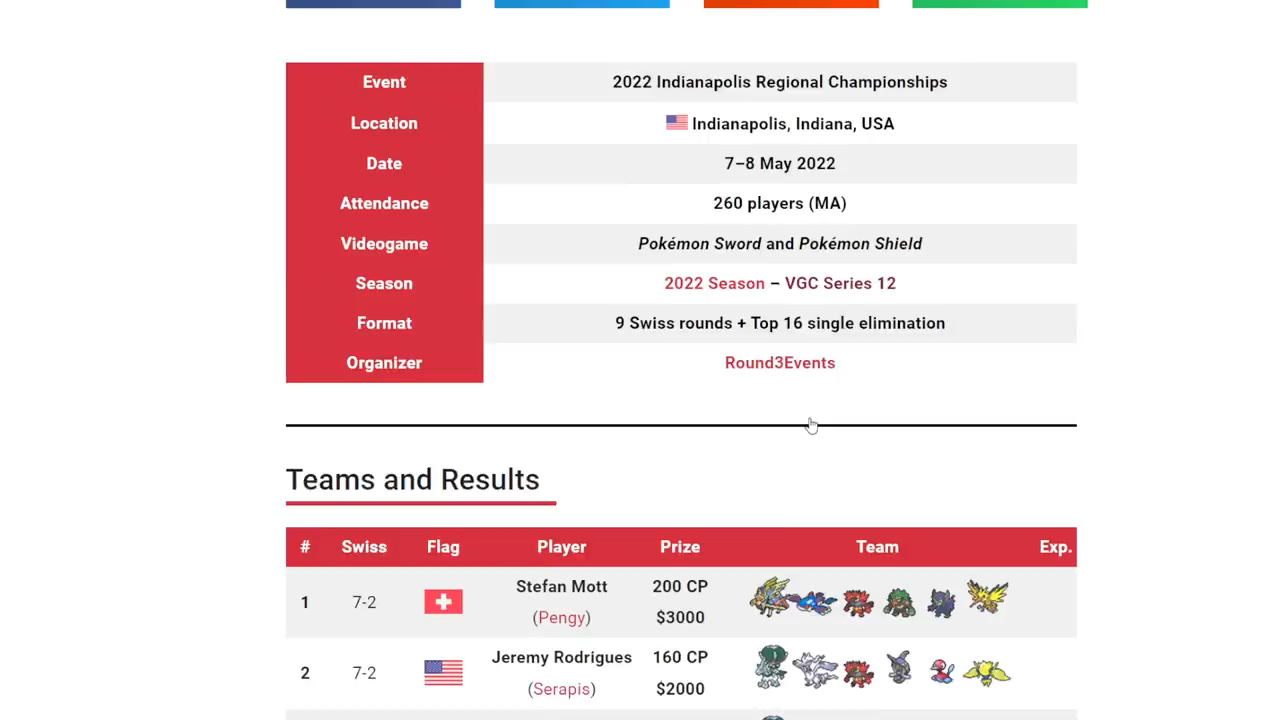 Event 2022 Indianapolis Regional Championships
Location Indianapolis, Indiana, USA
Date 7–8 May 2022
Attendance 260 players (MA)
Videogame Pokémon Sword and Pokémon Shield
Season 2022 Season – VGC Series 12
Format 9 Swiss rounds + Top 16 single elimination
Organizer Round3Events
Teams and Results
# Swiss Flag Player Prize Team Exp.
1 7-2 Stefan Mott (Pengy) 200 CP $3000
2 7-2 Jeremy Rodrigues (Serapis) 160 CP $2000